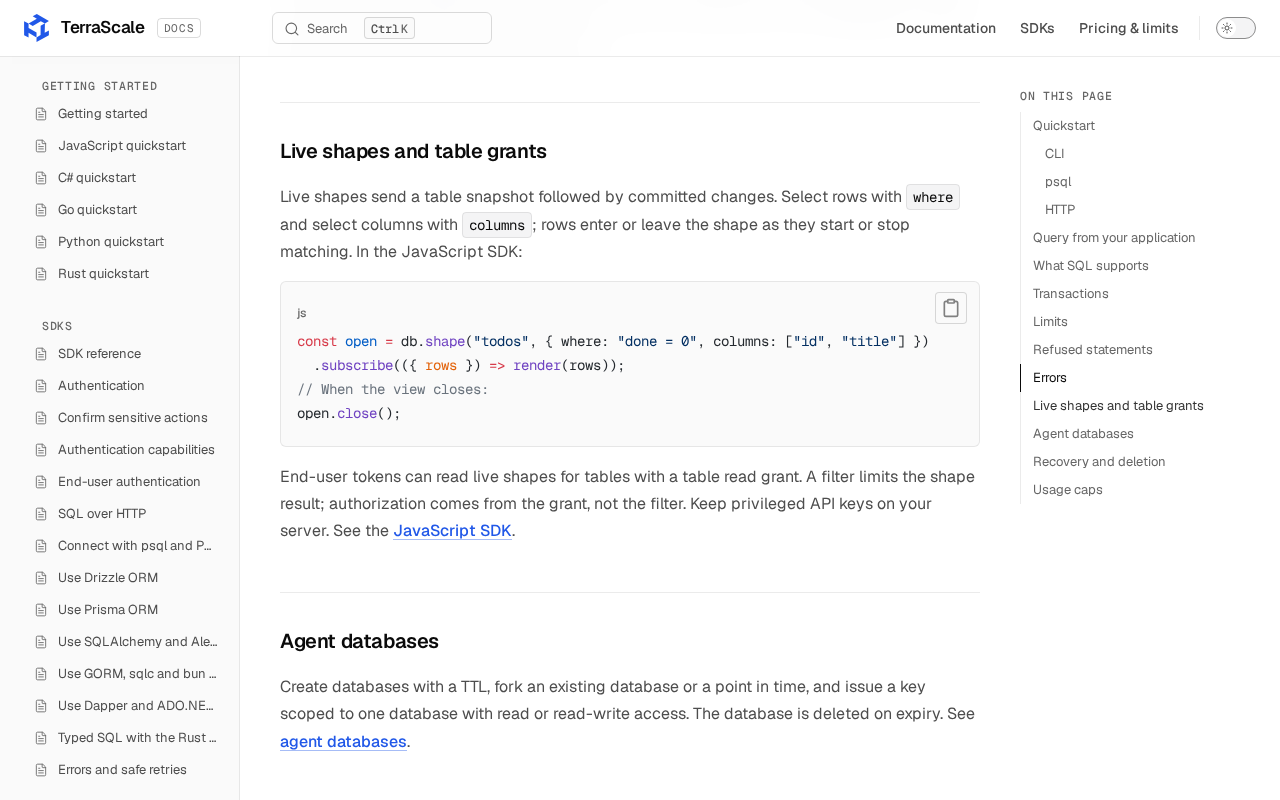 TerraScale DOCS
Search Ctrl K
Documentation SDKs Pricing & limits
GETTING STARTED
Getting started
JavaScript quickstart
C# quickstart
Go quickstart
Python quickstart
Rust quickstart
SDKS
SDK reference
Authentication
Confirm sensitive actions
Authentication capabilities
End-user authentication
SQL over HTTP
Connect with psql and P…
Use Drizzle ORM
Use Prisma ORM
Use SQLAlchemy and Ale…
Use GORM, sqlc and bun …
Use Dapper and ADO.NE…
Typed SQL with the Rust …
Errors and safe retries
Live shapes and table grants
Live shapes send a table snapshot followed by committed changes. Select rows with where
and select columns with columns; rows enter or leave the shape as they start or stop
matching. In the JavaScript SDK:
js
const open = db.shape("todos", { where: "done = 0", columns: ["id", "title"] })
  .subscribe(({ rows }) => render(rows));
// When the view closes:
open.close();
End-user tokens can read live shapes for tables with a table read grant. A filter limits the shape
result; authorization comes from the grant, not the filter. Keep privileged API keys on your
server. See the JavaScript SDK.
Agent databases
Create databases with a TTL, fork an existing database or a point in time, and issue a key
scoped to one database with read or read-write access. The database is deleted on expiry. See
agent databases.
ON THIS PAGE
Quickstart
CLI
psql
HTTP
Query from your application
What SQL supports
Transactions
Limits
Refused statements
Errors
Live shapes and table grants
Agent databases
Recovery and deletion
Usage caps